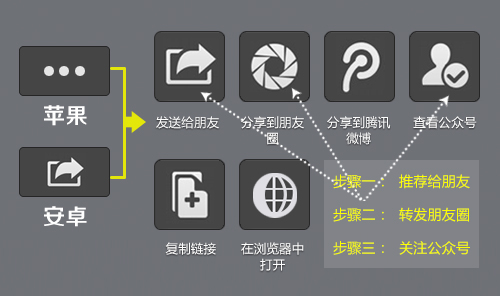 苹果
安卓
发送给朋友
分享到朋友
圈
分享到腾讯
微博
查看公众号
复制链接
在浏览器中
打开
步骤一： 推荐给朋友
步骤二： 转发朋友圈
步骤三： 关注公众号